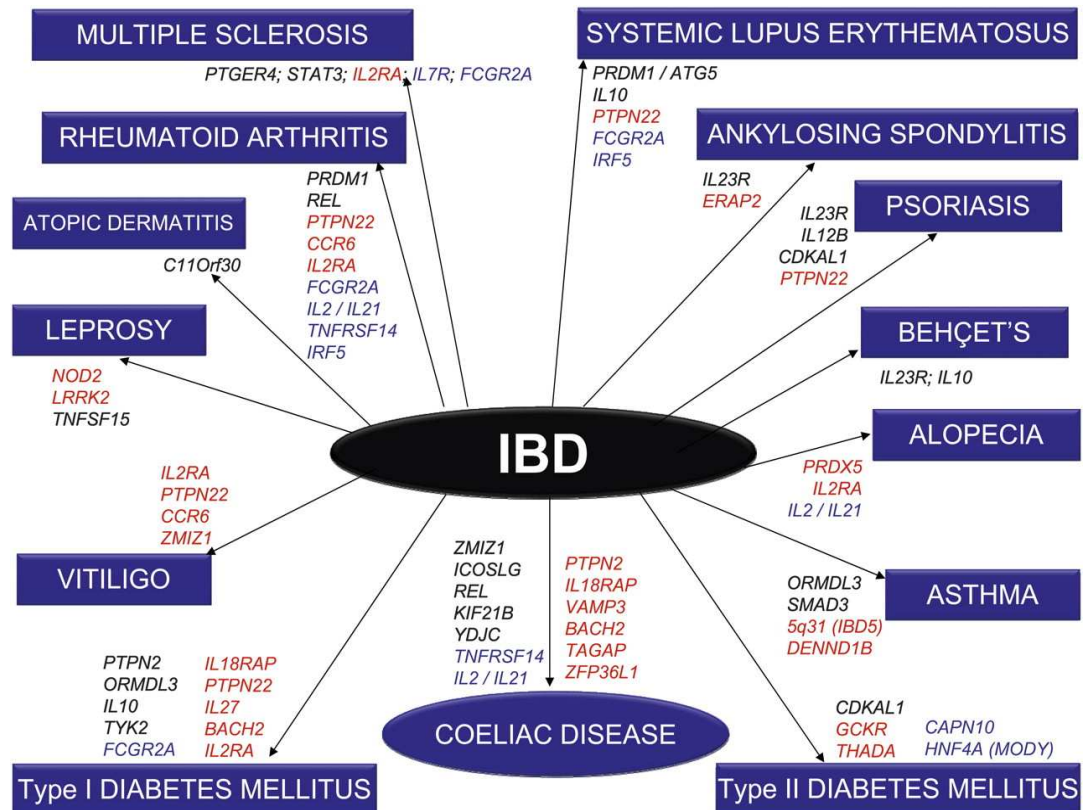 MULTIPLE SCLEROSIS
PTGER4; STAT3; IL2RA; IL7R; FCGR2A
SYSTEMIC LUPUS ERYTHEMATOSUS
PRDM1 / ATG5
IL10
PTPN22
FCGR2A
IRF5
RHEUMATOID ARTHRITIS
PRDM1
REL
PTPN22
CCR6
IL2RA
FCGR2A
IL2 / IL21
TNFRSF14
IRF5
ANKYLOSING SPONDYLITIS
IL23R
ERAP2
ATOPIC DERMATITIS
C11Orf30
PSORIASIS
IL23R
IL12B
CDKAL1
PTPN22
LEPROSY
NOD2
LRRK2
TNFSF15
BEHÇET'S
IL23R; IL10
IBD
ALOPECIA
PRDX5
IL2RA
IL2 / IL21
IL2RA
PTPN22
CCR6
ZMIZ1
VITILIGO
ASTHMA
ORMDL3
SMAD3
5q31 (IBD5)
DENND1B
ZMIZ1
ICOSLG
REL
KIF21B
YDJC
TNFRSF14
IL2 / IL21
PTPN2
IL18RAP
VAMP3
BACH2
TAGAP
ZFP36L1
COELIAC DISEASE
PTPN2
ORMDL3
IL10
TYK2
FCGR2A
IL18RAP
PTPN22
IL27
BACH2
IL2RA
Type I DIABETES MELLITUS
CDKAL1
GCKR
THADA
CAPN10
HNF4A (MODY)
Type II DIABETES MELLITUS